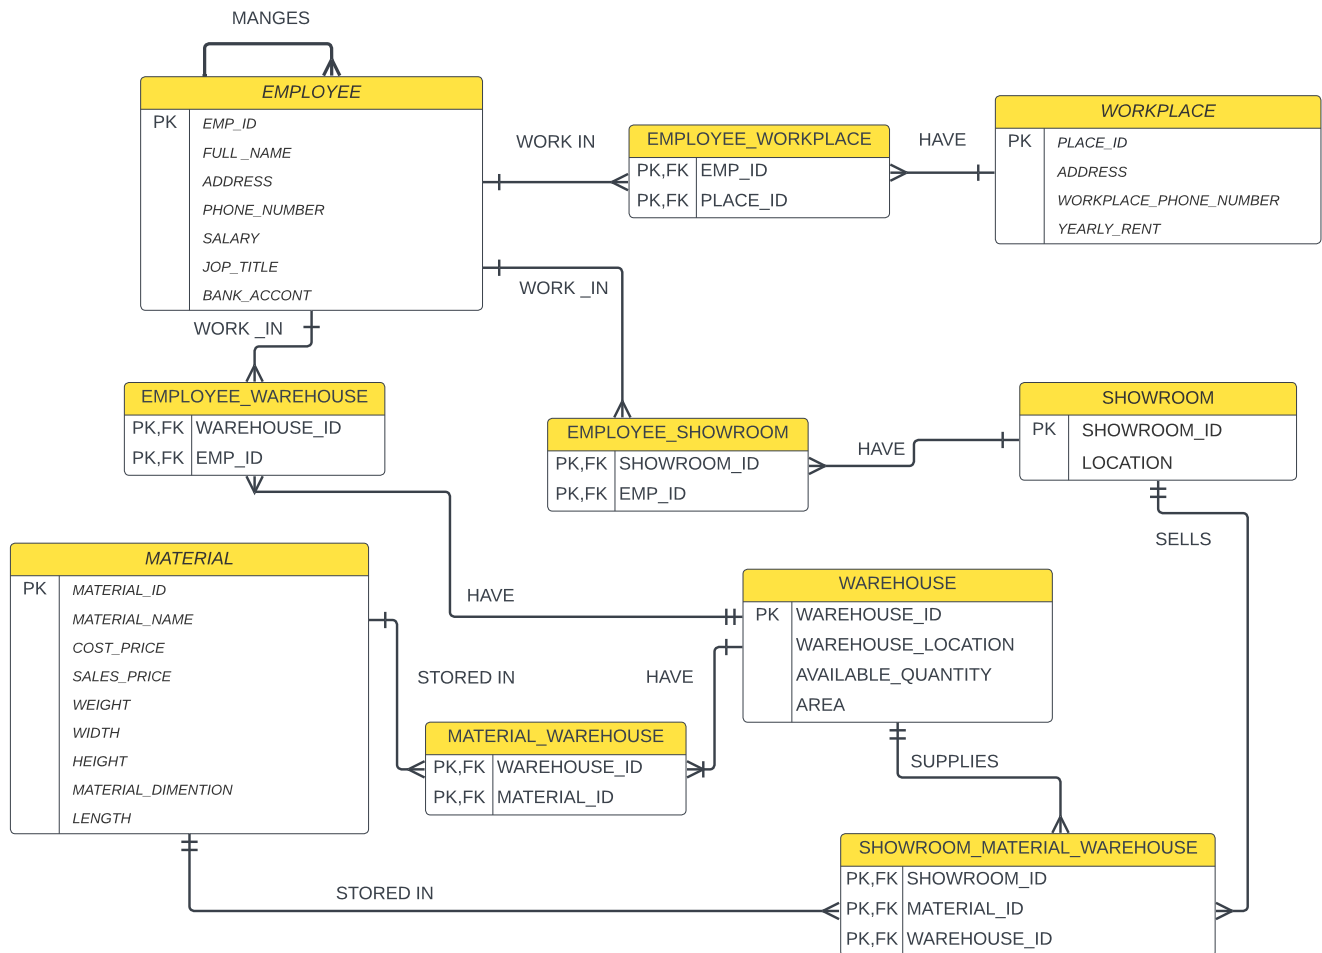 MANGES
EMPLOYEE
PK EMP_ID
FULL _NAME
ADDRESS
PHONE_NUMBER
SALARY
JOP_TITLE
BANK_ACCONT
WORK IN
EMPLOYEE_WORKPLACE
PK,FK EMP_ID
PK,FK PLACE_ID
HAVE
WORKPLACE
PK PLACE_ID
ADDRESS
WORKPLACE_PHONE_NUMBER
YEARLY_RENT
WORK _IN
WORK _IN
EMPLOYEE_WAREHOUSE
PK,FK WAREHOUSE_ID
PK,FK EMP_ID
EMPLOYEE_SHOWROOM
PK,FK SHOWROOM_ID
PK,FK EMP_ID
HAVE
SHOWROOM
PK SHOWROOM_ID
LOCATION
SELLS
MATERIAL
PK MATERIAL_ID
MATERIAL_NAME
COST_PRICE
SALES_PRICE
WEIGHT
WIDTH
HEIGHT
MATERIAL_DIMENTION
LENGTH
HAVE
WAREHOUSE
PK WAREHOUSE_ID
WAREHOUSE_LOCATION
AVAILABLE_QUANTITY
AREA
STORED IN
HAVE
MATERIAL_WAREHOUSE
PK,FK WAREHOUSE_ID
PK,FK MATERIAL_ID
SUPPLIES
STORED IN
SHOWROOM_MATERIAL_WAREHOUSE
PK,FK SHOWROOM_ID
PK,FK MATERIAL_ID
PK,FK WAREHOUSE_ID